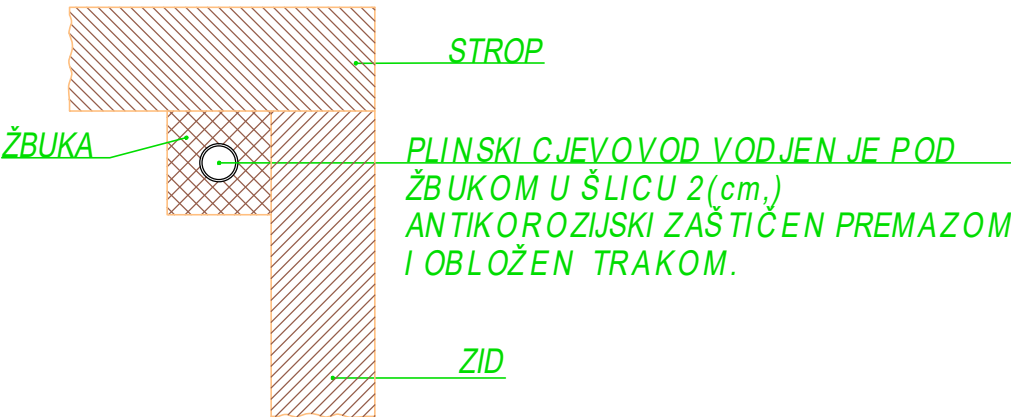 STROP
ŽBUKA
PLINSKI CJEVOVOD VODJEN JE POD
ŽBUKOM U ŠLICU 2(cm,)
ANTIKOROZIJSKI ZAŠTIČEN PREMAZOM
I OBLOŽEN TRAKOM.
ZID